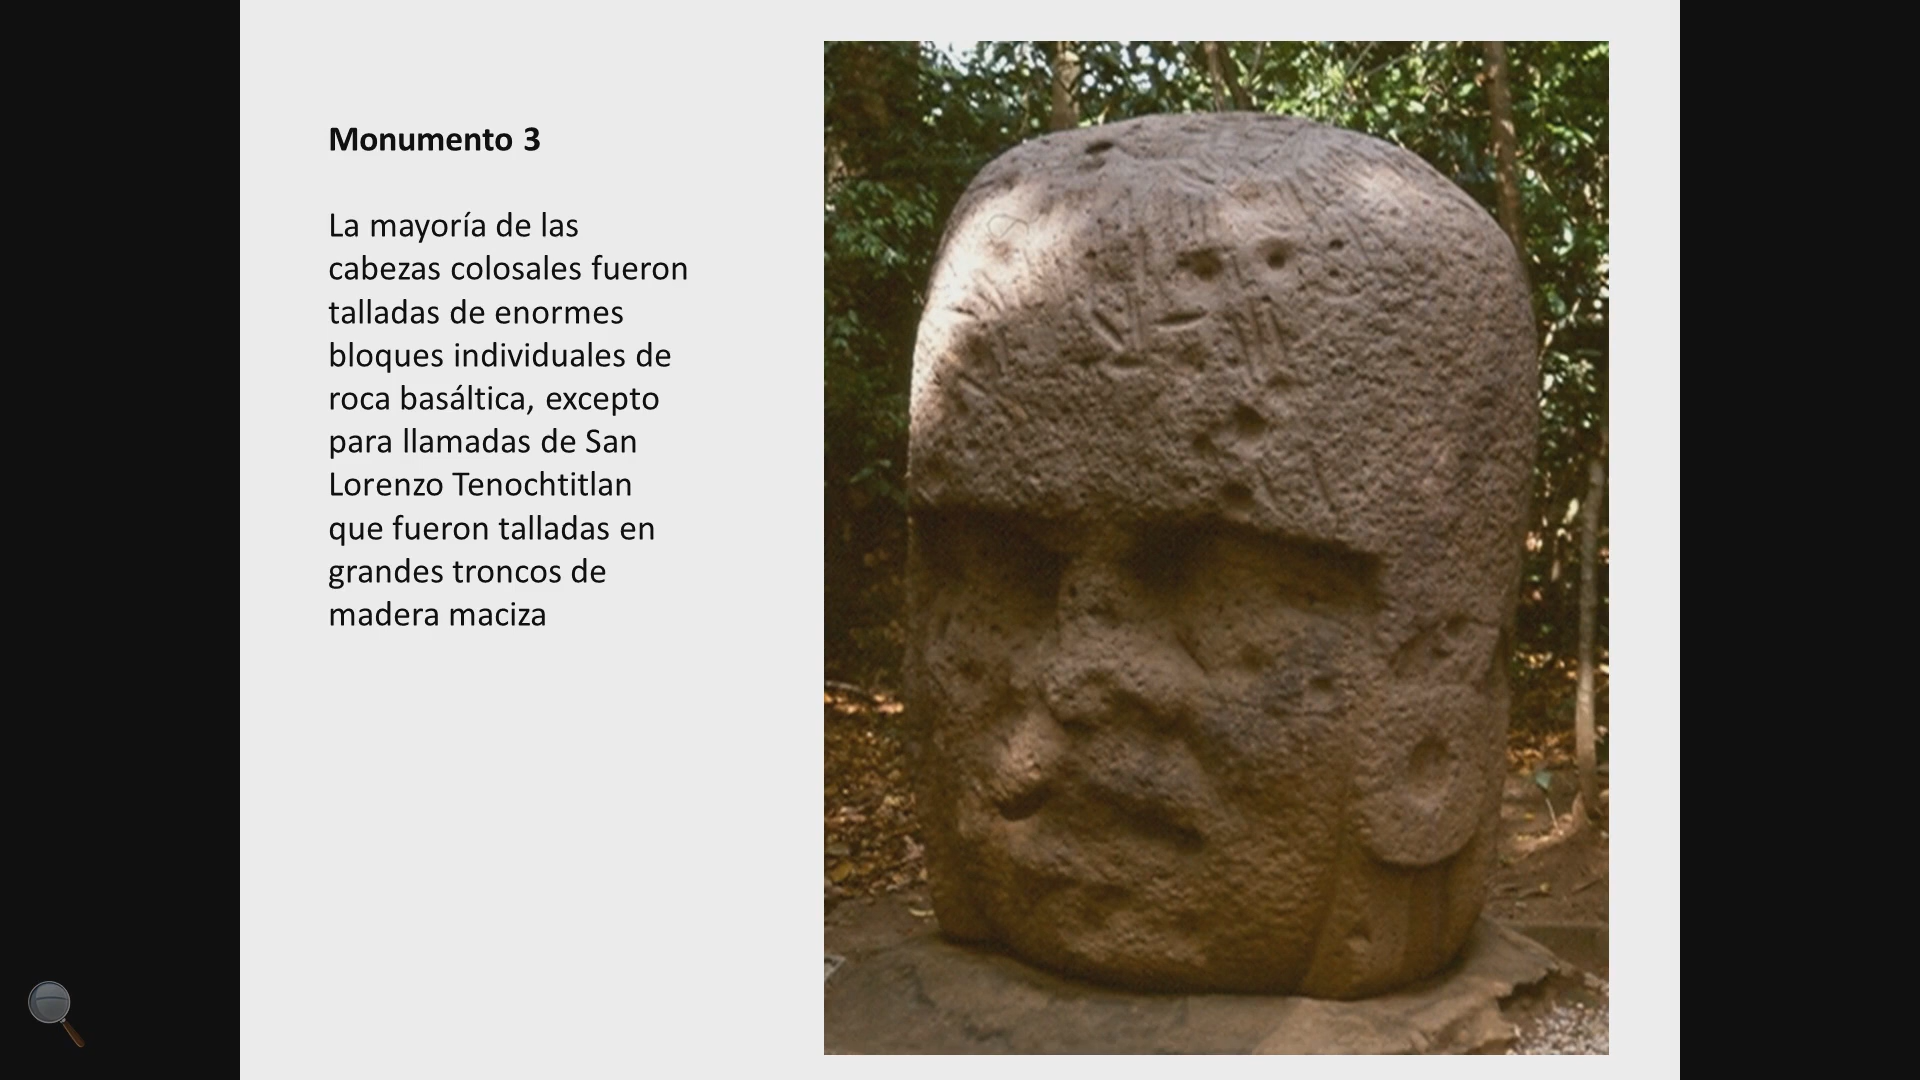 Monumento 3
La mayoría de las
cabezas colosales fueron
talladas de enormes
bloques individuales de
roca basáltica, excepto
para llamadas de San
Lorenzo Tenochtitlan
que fueron talladas en
grandes troncos de
madera maciza